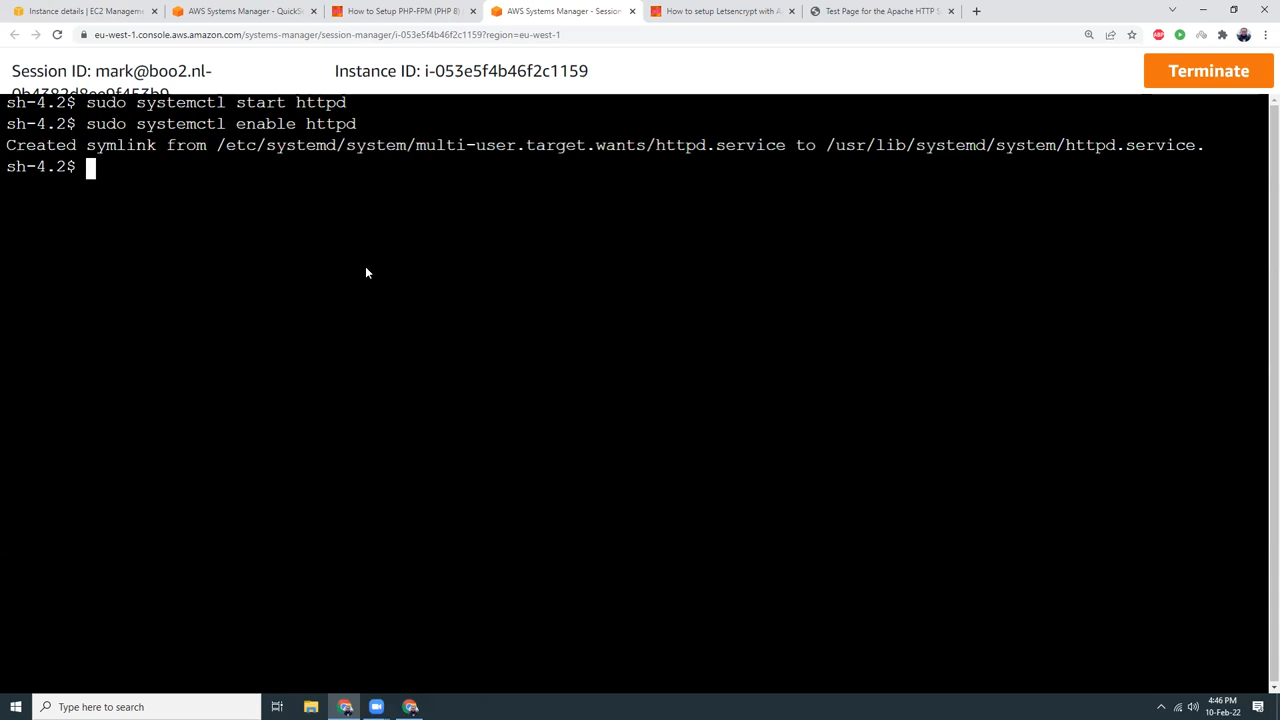 Instance details | EC2 Manageme
AWS Systems Manager - QuickSe
How to Setup PHP-FPM (PHP 8)
AWS Systems Manager - Session
How to setup Letsencrypt with A
Test Page for the Apache HTTP S
eu-west-1.console.aws.amazon.com/systems-manager/session-manager/i-053e5f4b46f2c1159?region=eu-west-1
ABP
Session ID: mark@boo2.nl-
Instance ID: i-053e5f4b46f2c1159
Terminate
sh-4.2$ sudo systemctl start httpd
sh-4.2$ sudo systemctl enable httpd
Created symlink from /etc/systemd/system/multi-user.target.wants/httpd.service to /usr/lib/systemd/system/httpd.service.
sh-4.2$
Type here to search
4:46 PM
10-Feb-22